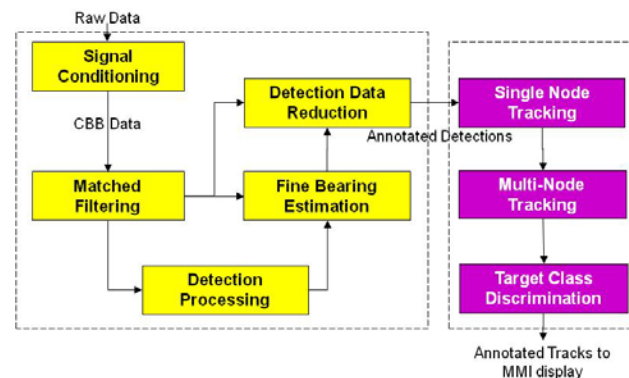 Raw Data
Signal
Conditioning
CBB Data
Matched
Filtering
Detection
Processing
Fine Bearing
Estimation
Detection Data
Reduction
Annotated Detections
Single Node
Tracking
Multi-Node
Tracking
Target Class
Discrimination
Annotated Tracks to
MMI display